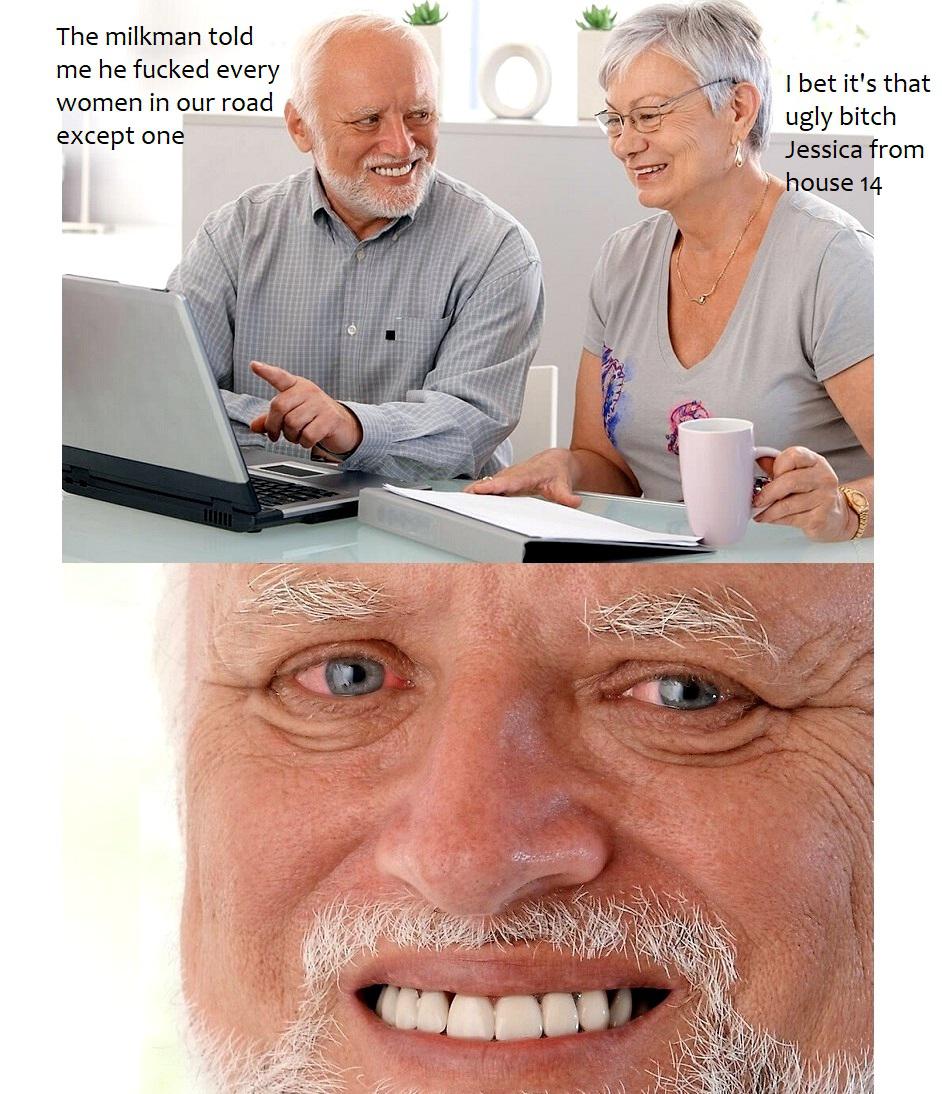 The milkman told
me he fucked every
women in our road
except one
I bet it's that
ugly bitch
Jessica from
house 14